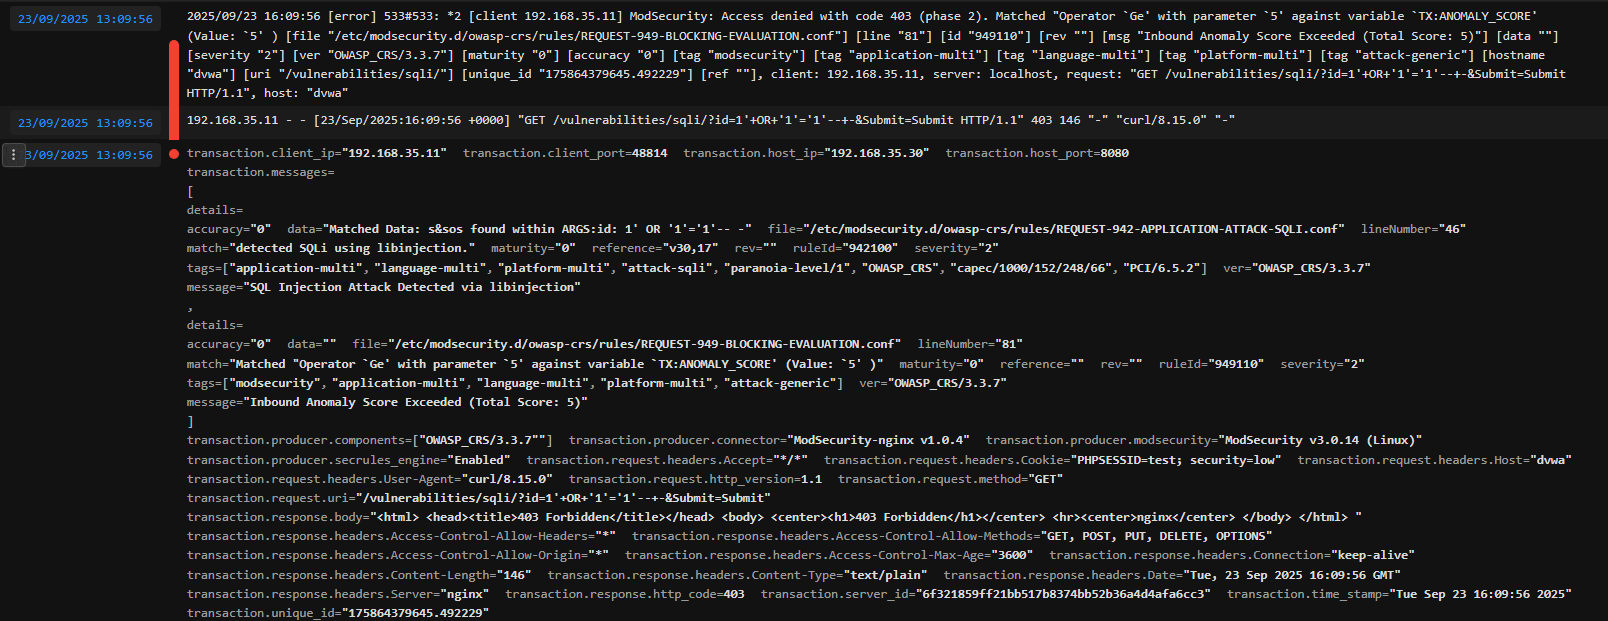 23/09/2025 13:09:56 2025/09/23 16:09:56 [error] 533#533: *2 [client 192.168.35.11] ModSecurity: Access denied with code 403 (phase 2). Matched "Operator `Ge' with parameter `5' against variable `TX:ANOMALY_SCORE'
(Value: `5' ) [file "/etc/modsecurity.d/owasp-crs/rules/REQUEST-949-BLOCKING-EVALUATION.conf"] [line "81"] [id "949110"] [rev ""] [msg "Inbound Anomaly Score Exceeded (Total Score: 5)"] [data ""]
[severity "2"] [ver "OWASP_CRS/3.3.7"] [maturity "0"] [accuracy "0"] [tag "modsecurity"] [tag "application-multi"] [tag "language-multi"] [tag "platform-multi"] [tag "attack-generic"] [hostname
"dvwa"] [uri "/vulnerabilities/sqli/"] [unique_id "175864379645.492229"] [ref ""], client: 192.168.35.11, server: localhost, request: "GET /vulnerabilities/sqli/?id=1'+OR+'1'='1'--+-&Submit=Submit
HTTP/1.1", host: "dvwa"
23/09/2025 13:09:56 192.168.35.11 - - [23/Sep/2025:16:09:56 +0000] "GET /vulnerabilities/sqli/?id=1'+OR+'1'='1'--+-&Submit=Submit HTTP/1.1" 403 146 "-" "curl/8.15.0" "-"
3/09/2025 13:09:56 transaction.client_ip="192.168.35.11" transaction.client_port=48814 transaction.host_ip="192.168.35.30" transaction.host_port=8080
transaction.messages=
[
details=
accuracy="0" data="Matched Data: s&sos found within ARGS:id: 1' OR '1'='1'-- -" file="/etc/modsecurity.d/owasp-crs/rules/REQUEST-942-APPLICATION-ATTACK-SQLI.conf" lineNumber="46"
match="detected SQLi using libinjection." maturity="0" reference="v30,17" rev="" ruleId="942100" severity="2"
tags=["application-multi", "language-multi", "platform-multi", "attack-sqli", "paranoia-level/1", "OWASP_CRS", "capec/1000/152/248/66", "PCI/6.5.2"] ver="OWASP_CRS/3.3.7"
message="SQL Injection Attack Detected via libinjection"
,
details=
accuracy="0" data="" file="/etc/modsecurity.d/owasp-crs/rules/REQUEST-949-BLOCKING-EVALUATION.conf" lineNumber="81"
match="Matched "Operator `Ge' with parameter `5' against variable `TX:ANOMALY_SCORE' (Value: `5' )" maturity="0" reference="" rev="" ruleId="949110" severity="2"
tags=["modsecurity", "application-multi", "language-multi", "platform-multi", "attack-generic"] ver="OWASP_CRS/3.3.7"
message="Inbound Anomaly Score Exceeded (Total Score: 5)"
]
transaction.producer.components=["OWASP_CRS/3.3.7""] transaction.producer.connector="ModSecurity-nginx v1.0.4" transaction.producer.modsecurity="ModSecurity v3.0.14 (Linux)"
transaction.producer.secrules_engine="Enabled" transaction.request.headers.Accept="*/*" transaction.request.headers.Cookie="PHPSESSID=test; security=low" transaction.request.headers.Host="dvwa"
transaction.request.headers.User-Agent="curl/8.15.0" transaction.request.http_version=1.1 transaction.request.method="GET"
transaction.request.uri="/vulnerabilities/sqli/?id=1'+OR+'1'='1'--+-&Submit=Submit"
transaction.response.body="<html> <head><title>403 Forbidden</title></head> <body> <center><h1>403 Forbidden</h1></center> <hr><center>nginx</center> </body> </html> "
transaction.response.headers.Access-Control-Allow-Headers="*" transaction.response.headers.Access-Control-Allow-Methods="GET, POST, PUT, DELETE, OPTIONS"
transaction.response.headers.Access-Control-Allow-Origin="*" transaction.response.headers.Access-Control-Max-Age="3600" transaction.response.headers.Connection="keep-alive"
transaction.response.headers.Content-Length="146" transaction.response.headers.Content-Type="text/plain" transaction.response.headers.Date="Tue, 23 Sep 2025 16:09:56 GMT"
transaction.response.headers.Server="nginx" transaction.response.http_code=403 transaction.server_id="6f321859ff21bb517b8374bb52b36a4d4afa6cc3" transaction.time_stamp="Tue Sep 23 16:09:56 2025"
transaction.unique_id="175864379645.492229"